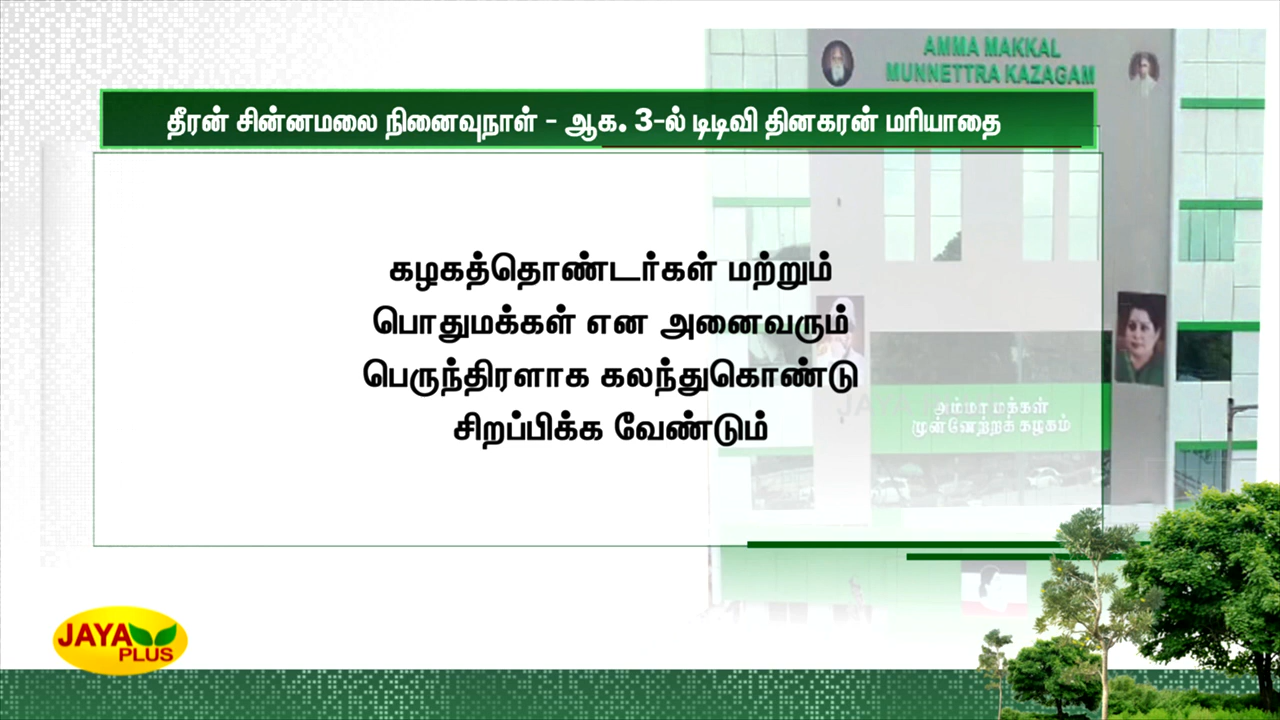 AMMA MAKKAL
MUNNETTRA KAZAGAM
தீரன் சின்னமலை நினைவுநாள் - ஆக. 3-ல் டிடிவி தினகரன் மரியாதை
கழகத்தொண்டர்கள் மற்றும்
பொதுமக்கள் என அனைவரும்
பெருந்திரளாக கலந்துகொண்டு
சிறப்பிக்க வேண்டும்
அம்மா மக்கள்
முன்னேற்றக் கழகம்
JAYA
PLUS